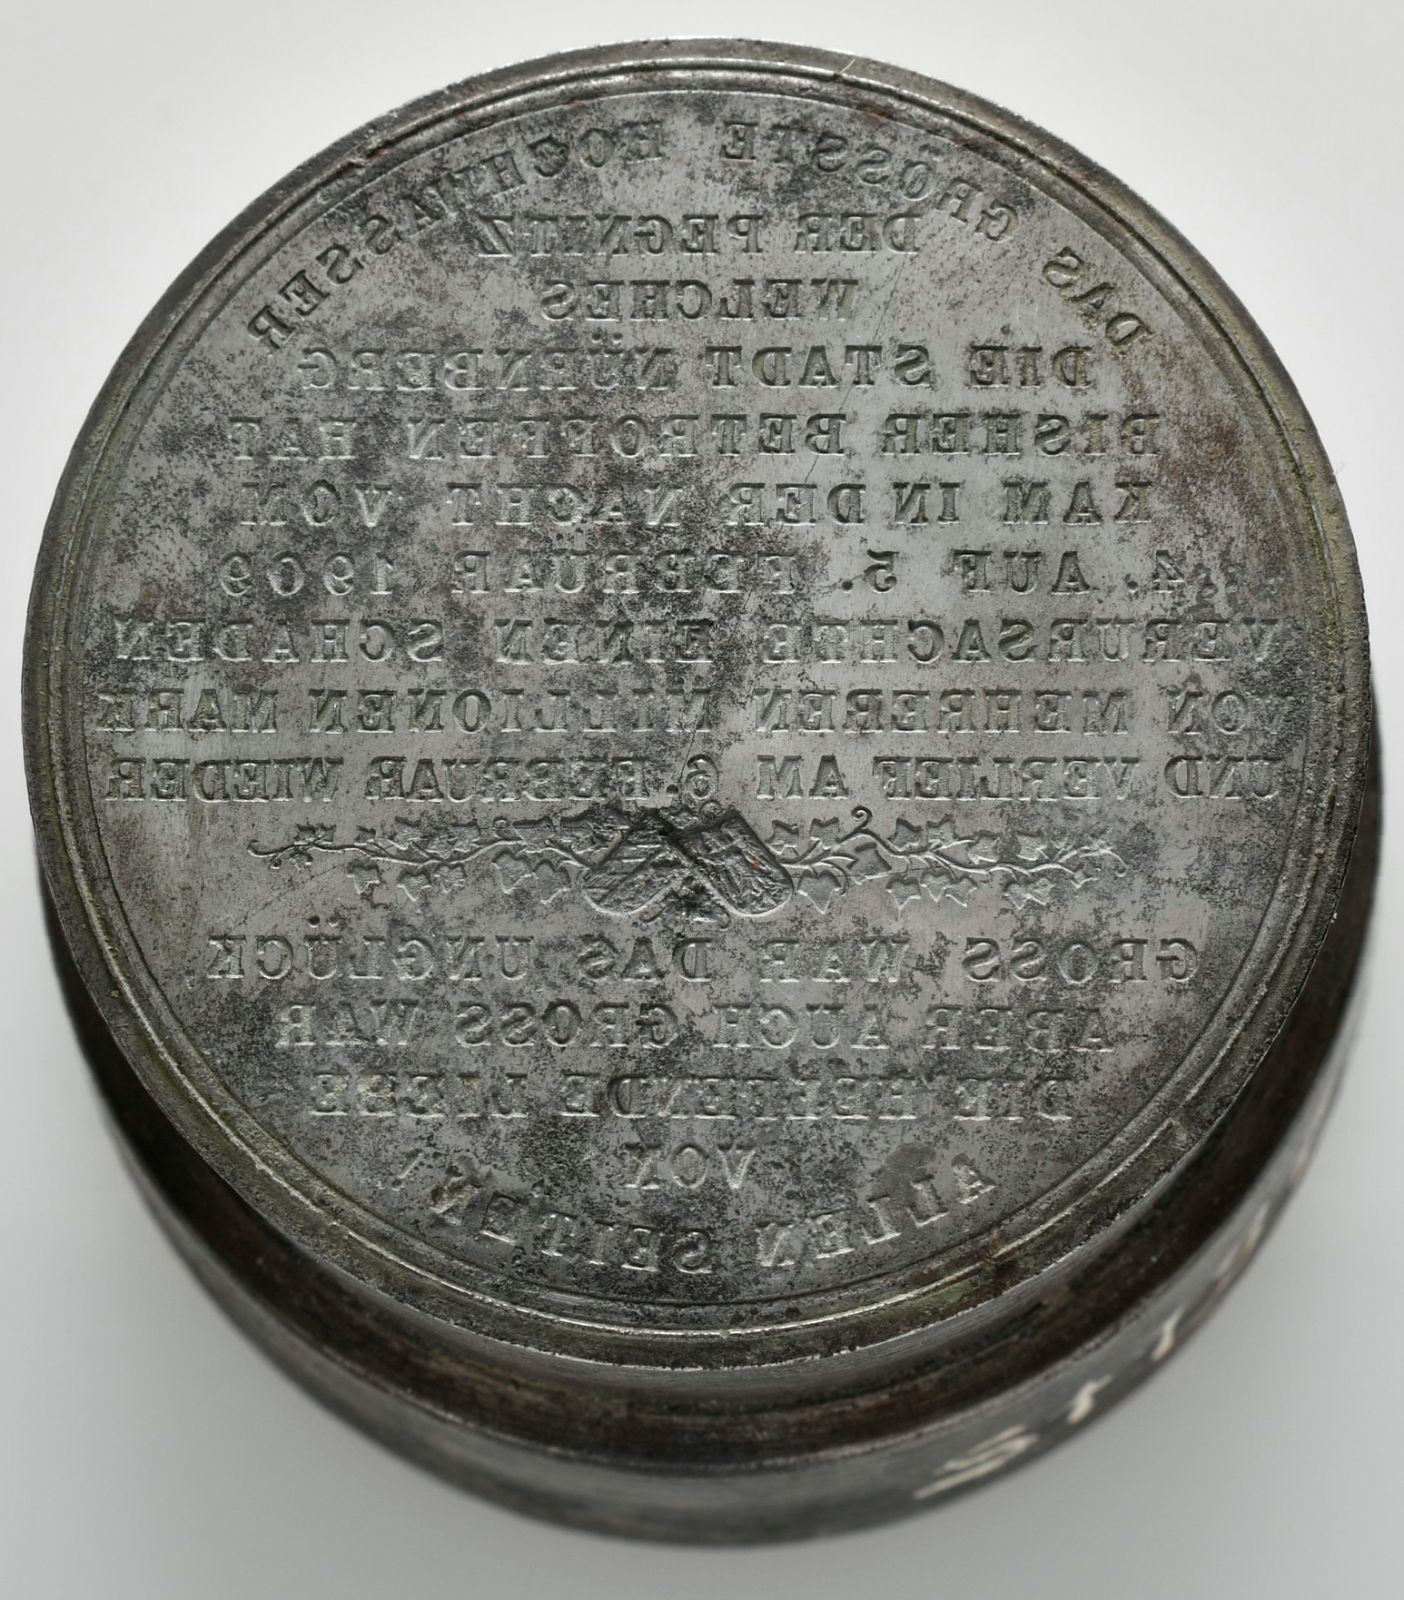 DAS GRÖSSTE HOCHWASSER
DER PEGNITZ
WELCHES
DIE STADT NÜRNBERG
BISHER BETROFFEN HAT
KAM IN DER NACHT VOM
4. AUF 5. FEBRUAR 1909
VERURSACHTE EINEN SCHADEN
VON MEHREREN MILLIONEN MARK
UND VERLIEF AM 6. FEBRUAR WIEDER
GROSS WAR DAS UNGLÜCK
ABER AUCH GROSS WAR
DIE HELFENDE LIEBE
VON
ALLEN SEITEN!